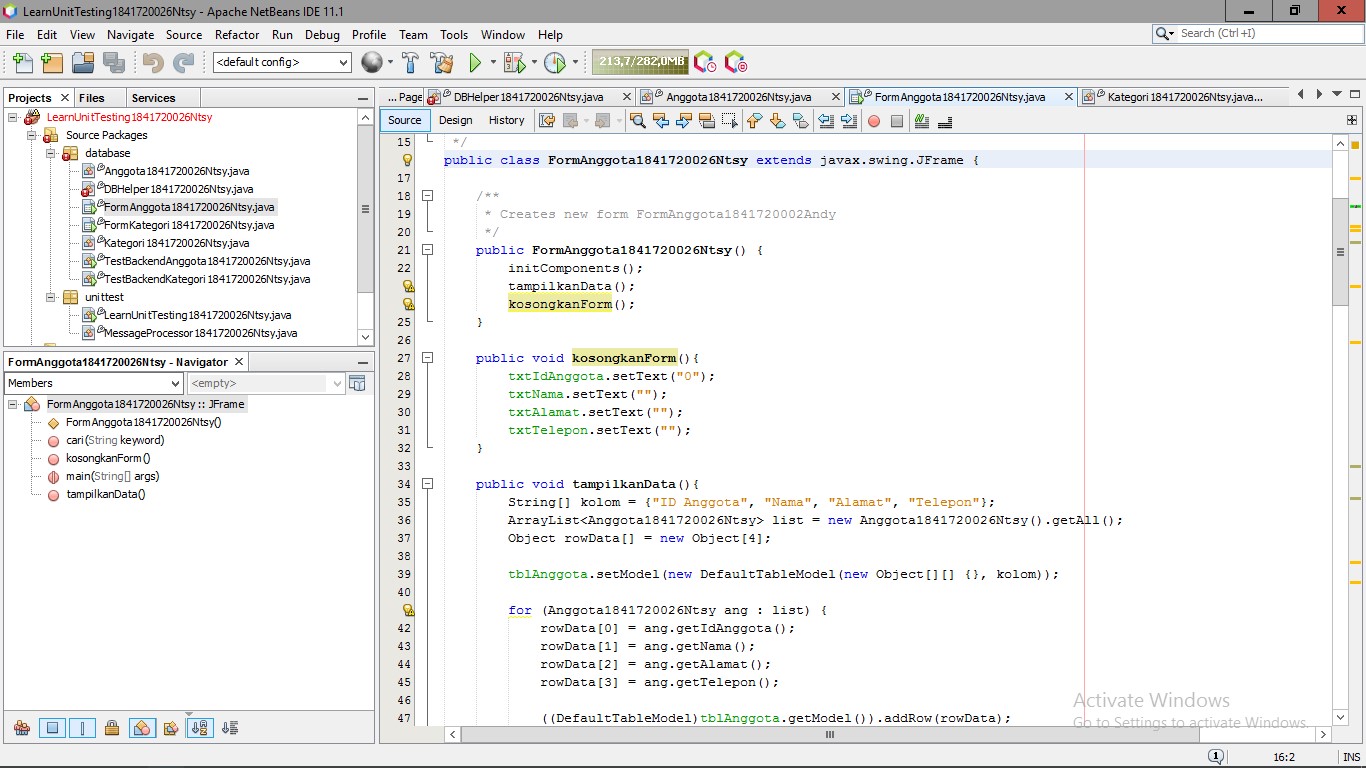 LearnUnitTesting1841720026Ntsy - Apache NetBeans IDE 11.1
File Edit View Navigate Source Refactor Run Debug Profile Team Tools Window Help
Search (Ctrl+I)
<default config>
213,7/282,0MB
Projects Files Services
LearnUnitTesting1841720026Ntsy
Source Packages
database
Anggota1841720026Ntsy.java
DBHelper1841720026Ntsy.java
FormAnggota1841720026Ntsy.java
FormKategori1841720026Ntsy.java
Kategori1841720026Ntsy.java
TestBackendAnggota1841720026Ntsy.java
TestBackendKategori1841720026Ntsy.java
unittest
LearnUnitTesting1841720026Ntsy.java
MessageProcessor1841720026Ntsy.java
FormAnggota1841720026Ntsy - Navigator
Members <empty>
FormAnggota1841720026Ntsy :: JFrame
FormAnggota1841720026Ntsy()
cari(String keyword)
kosongkanForm()
main(String[] args)
tampilkanData()
...Page DBHelper1841720026Ntsy.java Anggota1841720026Ntsy.java FormAnggota1841720026Ntsy.java Kategori1841720026Ntsy.java...
Source Design History
15 */
public class FormAnggota1841720026Ntsy extends javax.swing.JFrame {
17
18 /**
19 * Creates new form FormAnggota1841720002Andy
20 */
21 public FormAnggota1841720026Ntsy() {
22 initComponents();
tampilkanData();
kosongkanForm();
25 }
26
27 public void kosongkanForm(){
28 txtIdAnggota.setText("0");
29 txtNama.setText("");
30 txtAlamat.setText("");
31 txtTelepon.setText("");
32 }
33
34 public void tampilkanData(){
35 String[] kolom = {"ID Anggota", "Nama", "Alamat", "Telepon"};
36 ArrayList<Anggota1841720026Ntsy> list = new Anggota1841720026Ntsy().getAll();
37 Object rowData[] = new Object[4];
38
39 tblAnggota.setModel(new DefaultTableModel(new Object[][] {}, kolom));
40
for (Anggota1841720026Ntsy ang : list) {
42 rowData[0] = ang.getIdAnggota();
43 rowData[1] = ang.getNama();
44 rowData[2] = ang.getAlamat();
45 rowData[3] = ang.getTelepon();
46
47 ((DefaultTableModel)tblAnggota.getModel()).addRow(rowData);
Activate Windows
Go to Settings to activate Windows.
1 16:2 INS